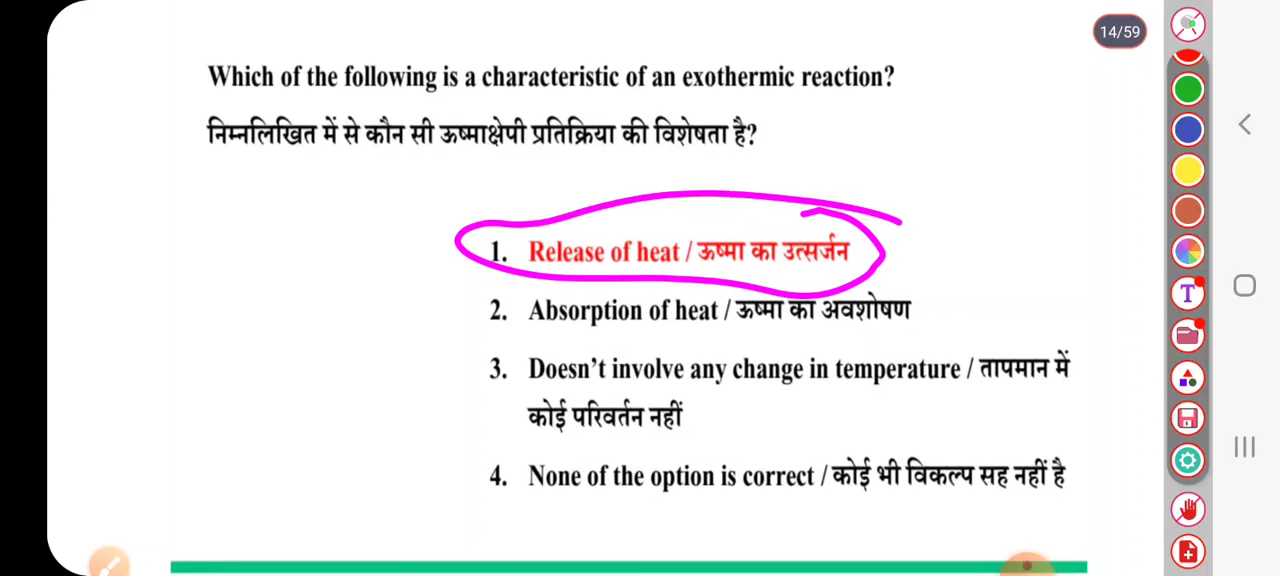 14/59
Which of the following is a characteristic of an exothermic reaction?
निम्नलिखित में से कौन सी ऊष्माक्षेपी प्रतिक्रिया की विशेषता है?
1. Release of heat / ऊष्मा का उत्सर्जन
2. Absorption of heat / ऊष्मा का अवशोषण
3. Doesn't involve any change in temperature / तापमान में
कोई परिवर्तन नहीं
4. None of the option is correct / कोई भी विकल्प सह नहीं है
T